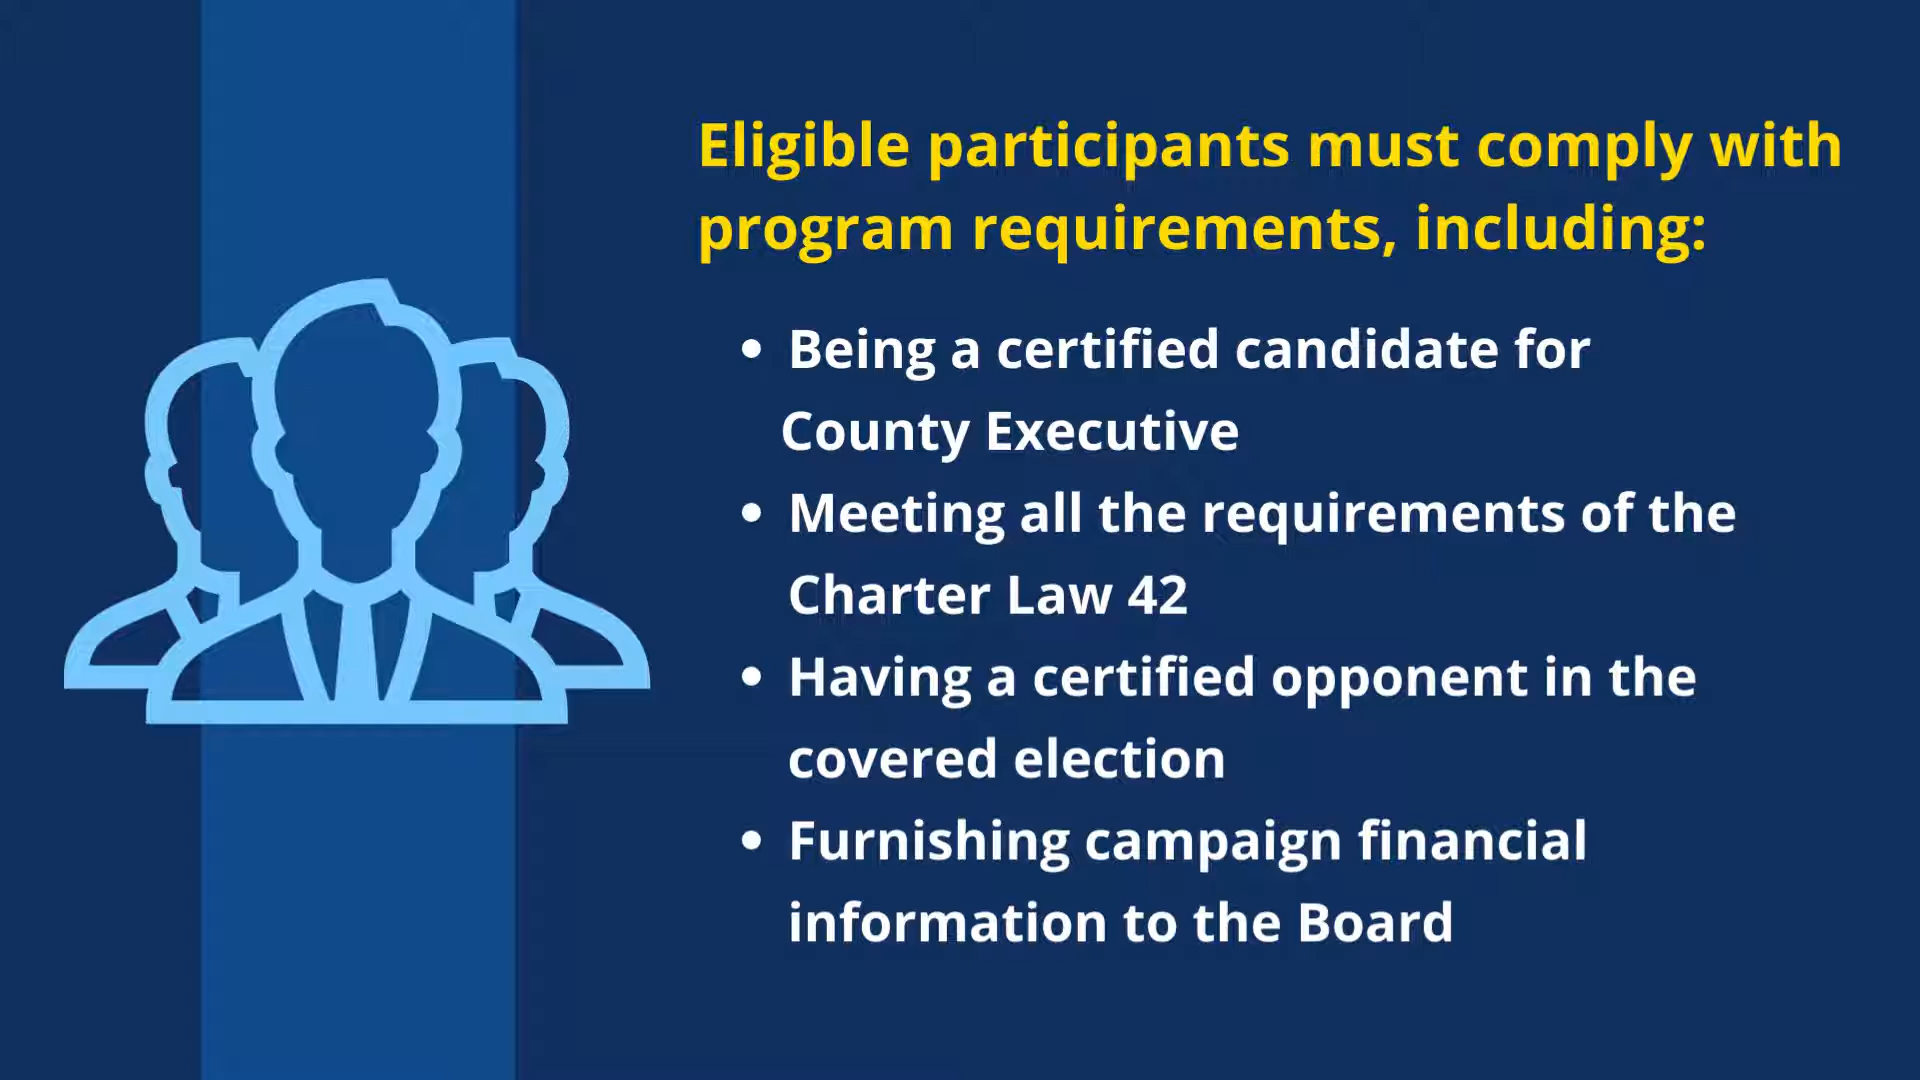 Eligible participants must comply with
program requirements, including:
• Being a certified candidate for
County Executive
• Meeting all the requirements of the
Charter Law 42
• Having a certified opponent in the
covered election
• Furnishing campaign financial
information to the Board